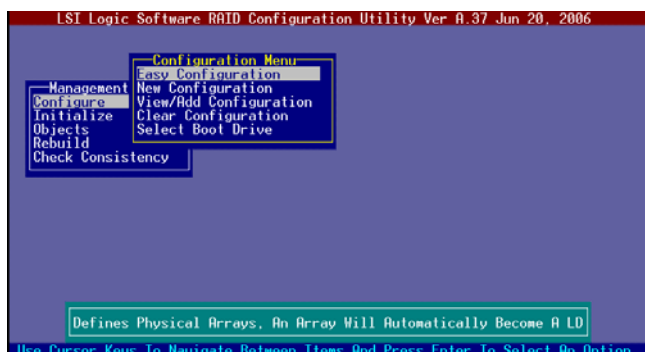 LSI Logic Software RAID Configuration Utility Ver A.37 Jun 20, 2006
Configuration Menu
Easy Configuration
New Configuration
View/Add Configuration
Clear Configuration
Select Boot Drive
Management
Configure
Initialize
Objects
Rebuild
Check Consistency
Defines Physical Arrays, An Array Will Automatically Become A LD
Use Cursor Keys To Navigate Between Items And Press Enter To Select An Option